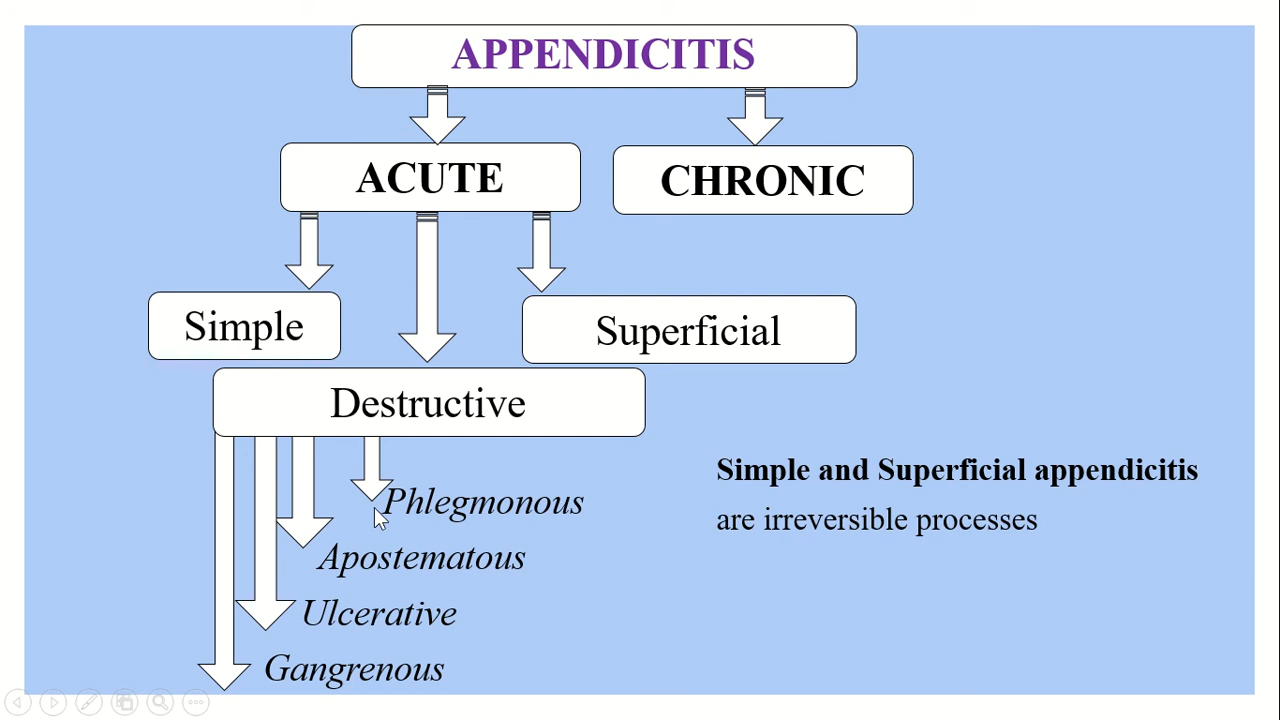 APPENDICITIS
ACUTE
CHRONIC
Simple
Superficial
Destructive
Phlegmonous
Apostematous
Ulcerative
Gangrenous
Simple and Superficial appendicitis
are irreversible processes